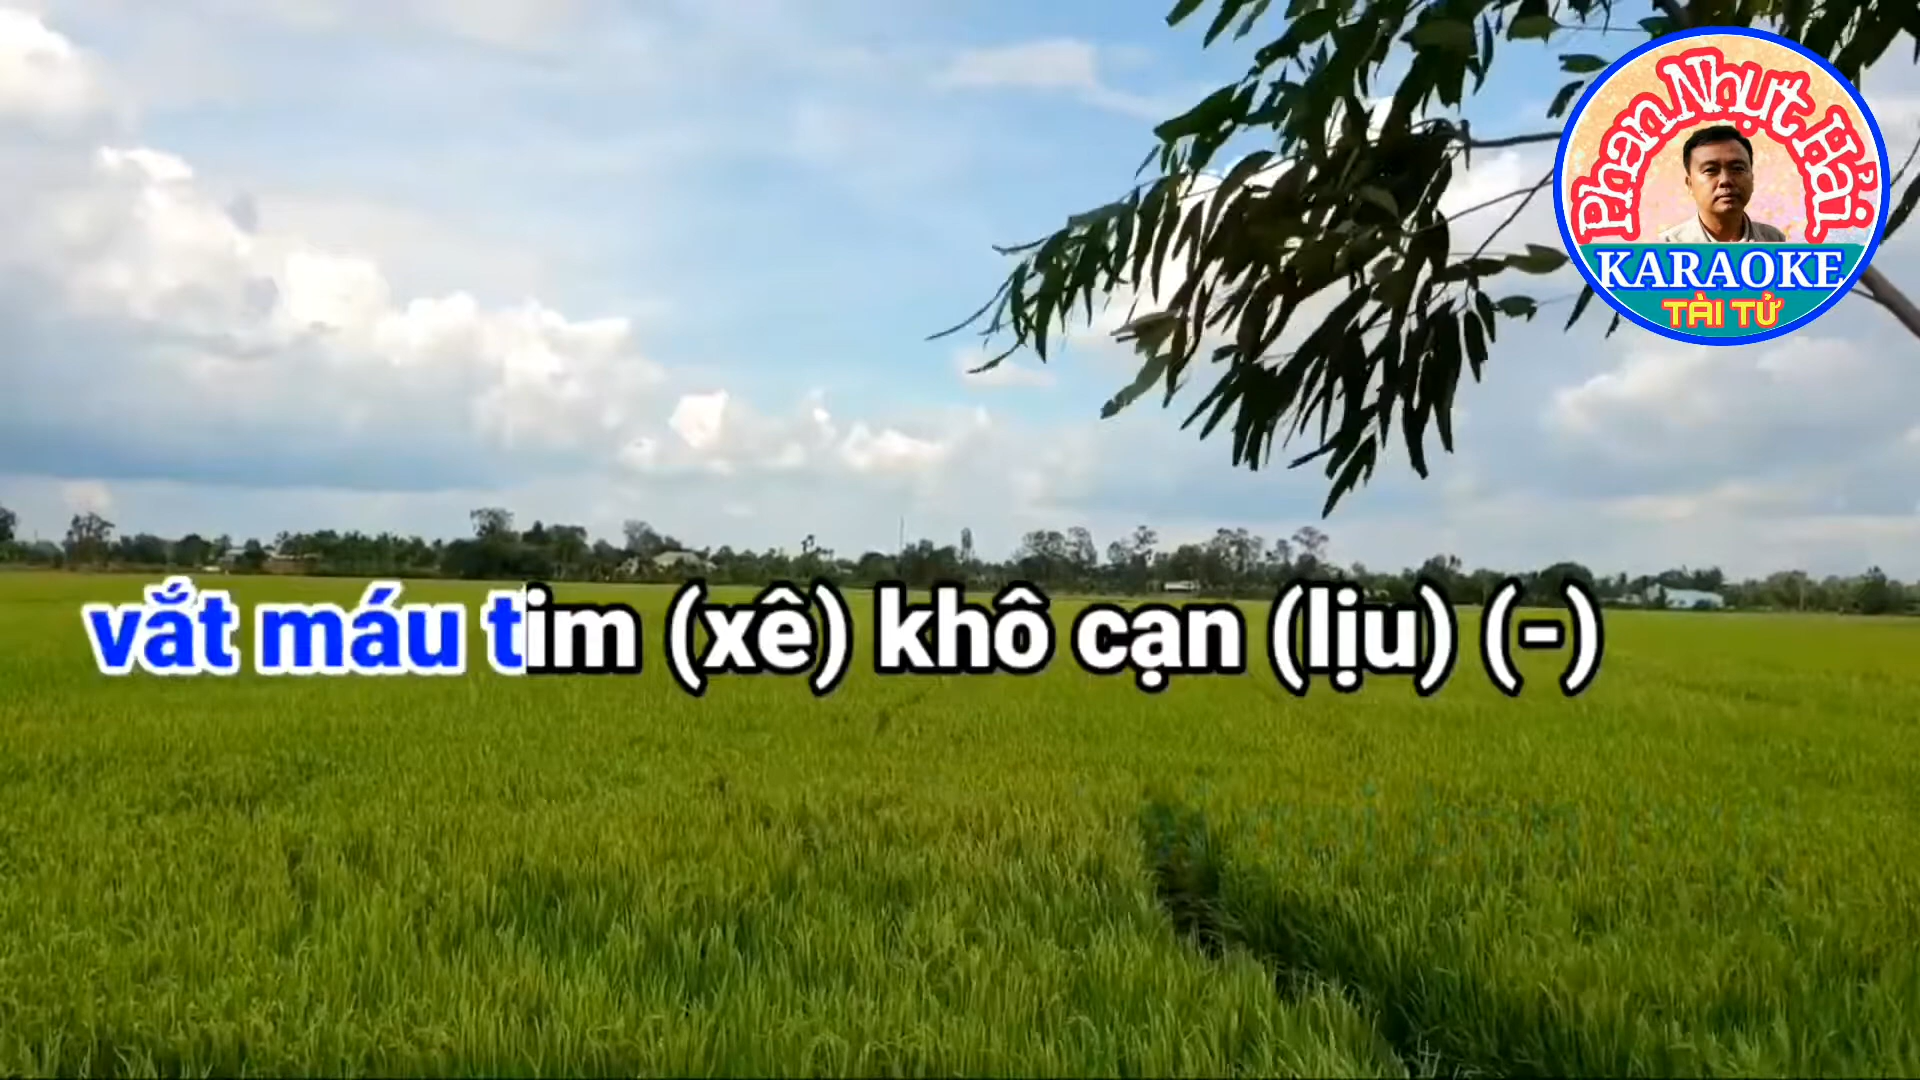 Phan Nhựt Hải
KARAOKE
TÀI TỬ
vắt máu tim (xê) khô cạn (lịu) (-)